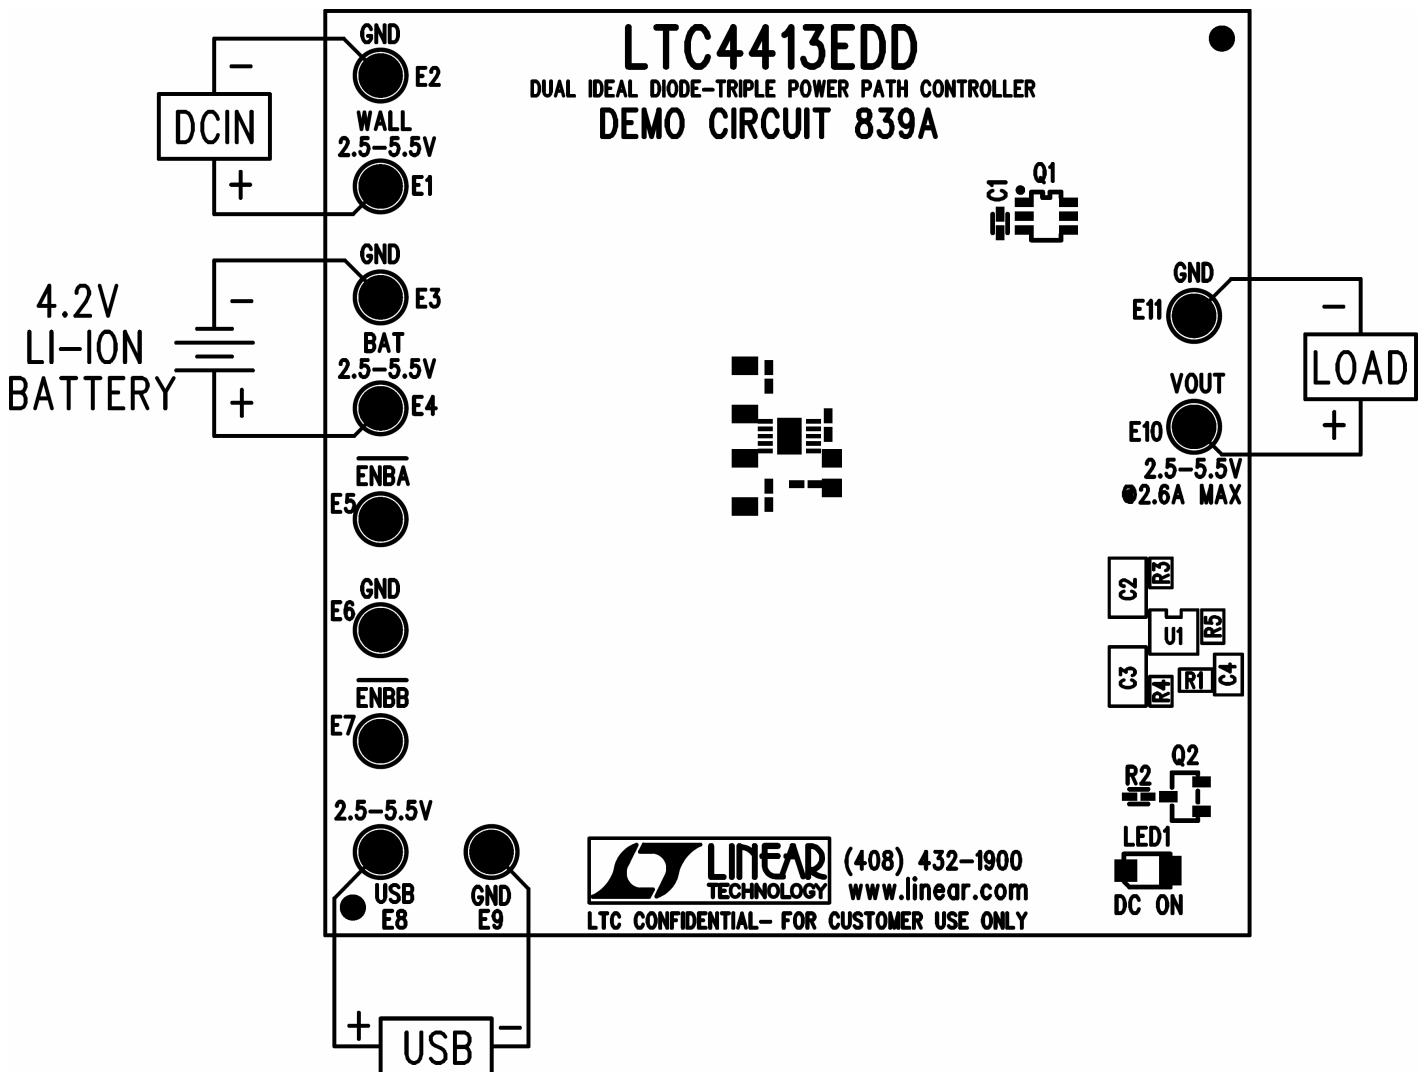 LTC4413EDD
DUAL IDEAL DIODE-TRIPLE POWER PATH CONTROLLER
DEMO CIRCUIT 839A
GND
E2
-
DCIN
+
WALL
2.5-5.5V
E1
GND
E3
4.2V
LI-ION
BATTERY
-
+
BAT
2.5-5.5V
E4
ENBA
E5
GND
E6
ENBB
E7
2.5-5.5V
USB
E8
GND
E9
+
-
USB
C1
Q1
GND
E11
-
LOAD
+
VOUT
E10
2.5-5.5V
@2.6A MAX
C2
R3
U1
R5
C3
R4
R1
C4
Q2
R2
LED1
DC ON
LINEAR
TECHNOLOGY
(408) 432-1900
www.linear.com
LTC CONFIDENTIAL- FOR CUSTOMER USE ONLY